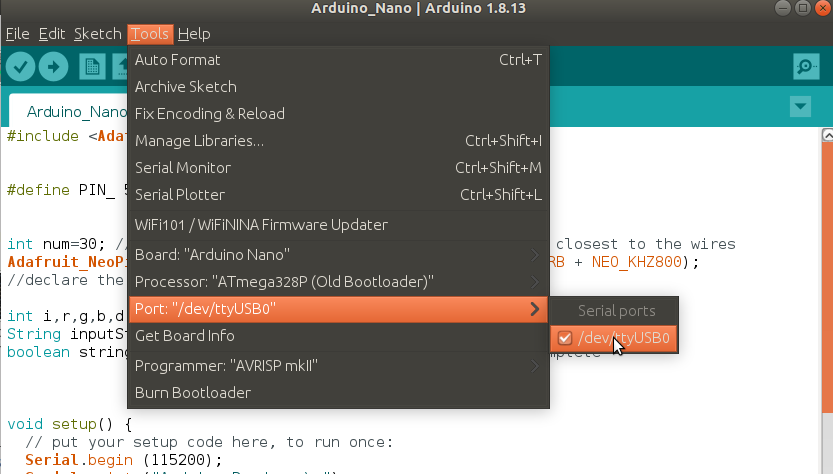 Arduino_Nano | Arduino 1.8.13
File Edit Sketch Tools Help
Auto Format Ctrl+T
Archive Sketch
Fix Encoding & Reload
Manage Libraries... Ctrl+Shift+I
Serial Monitor Ctrl+Shift+M
Serial Plotter Ctrl+Shift+L
WiFi101 / WiFiNINA Firmware Updater
Board: "Arduino Nano"
Processor: "ATmega328P (Old Bootloader)"
Port: "/dev/ttyUSB0"
Get Board Info
Programmer: "AVRISP mkII"
Burn Bootloader
Serial ports
/dev/ttyUSB0
Arduino_Nano
#include <Ada
#define PIN_ 5
int num=30; // closest to the wires
Adafruit_NeoPi RB + NEO_KHZ800);
//declare the
int i,r,g,b,d
String inputSt
boolean string
void setup() {
// put your setup code here, to run once:
Serial.begin (115200);